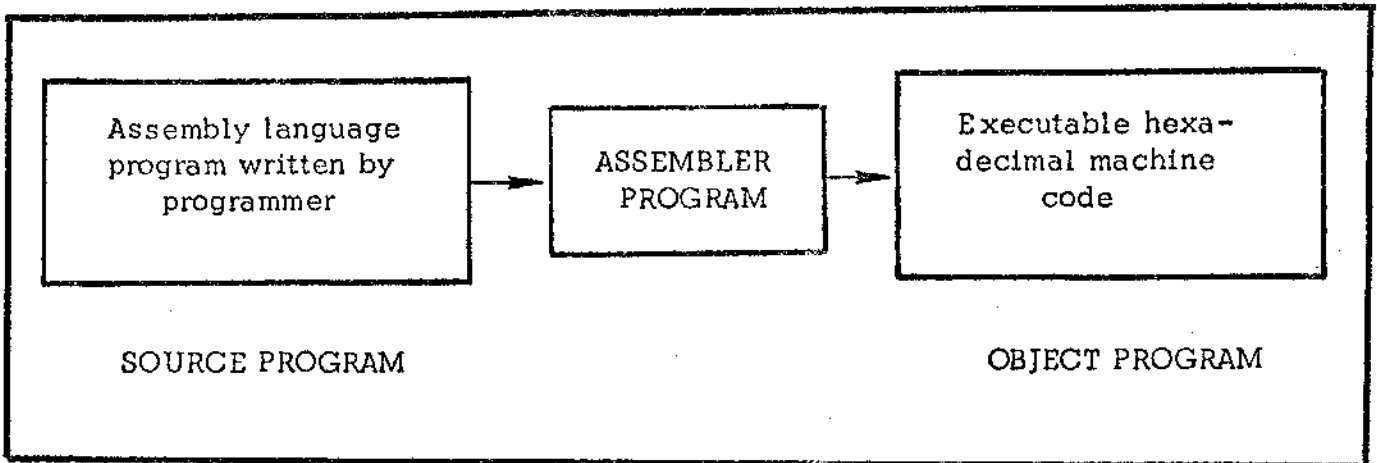 Assembly language
program written by
programmer
ASSEMBLER
PROGRAM
Executable hexa-
decimal machine
code
SOURCE PROGRAM
OBJECT PROGRAM